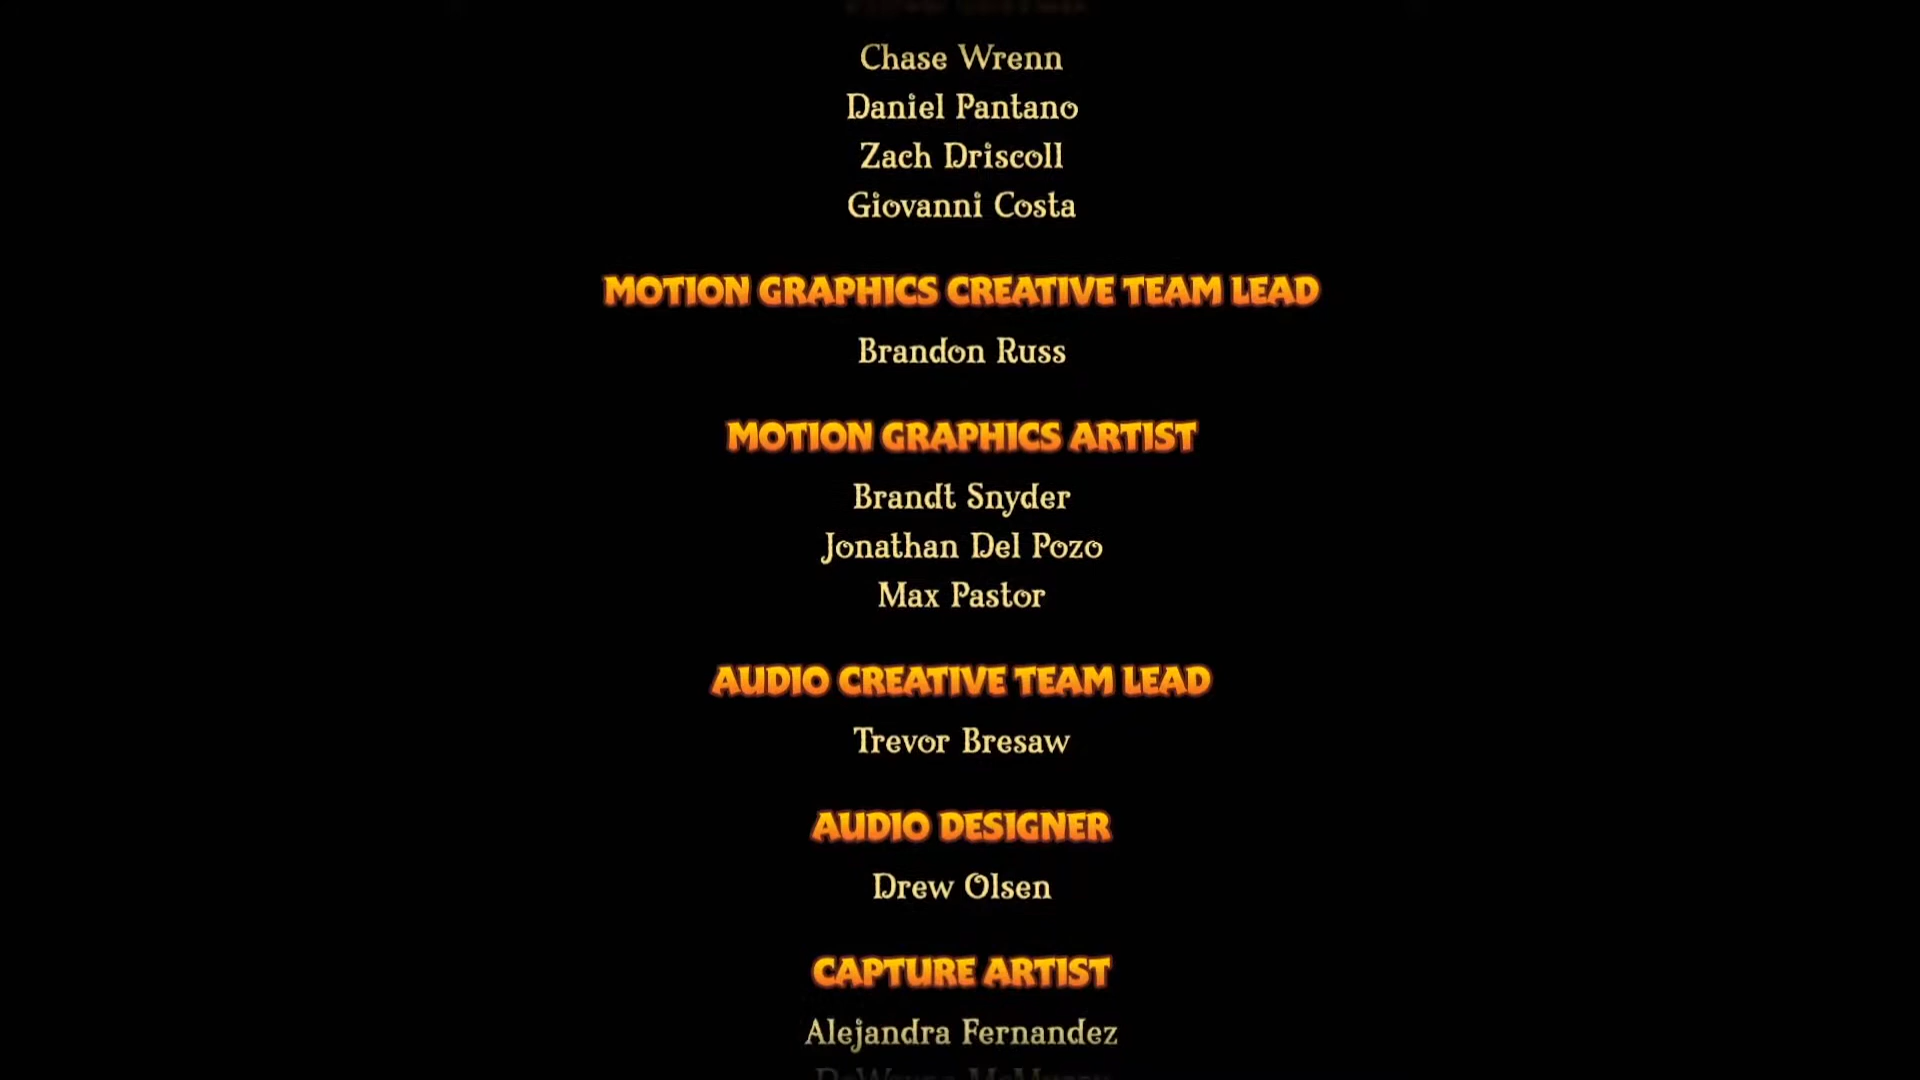 Chase Wrenn
Daniel Pantano
Zach Driscoll
Giovanni Costa
MOTION GRAPHICS CREATIVE TEAM LEAD
Brandon Russ
MOTION GRAPHICS ARTIST
Brandt Snyder
Jonathan Del Pozo
Max Pastor
AUDIO CREATIVE TEAM LEAD
Trevor Bresaw
AUDIO DESIGNER
Drew Olsen
CAPTURE ARTIST
Alejandra Fernandez